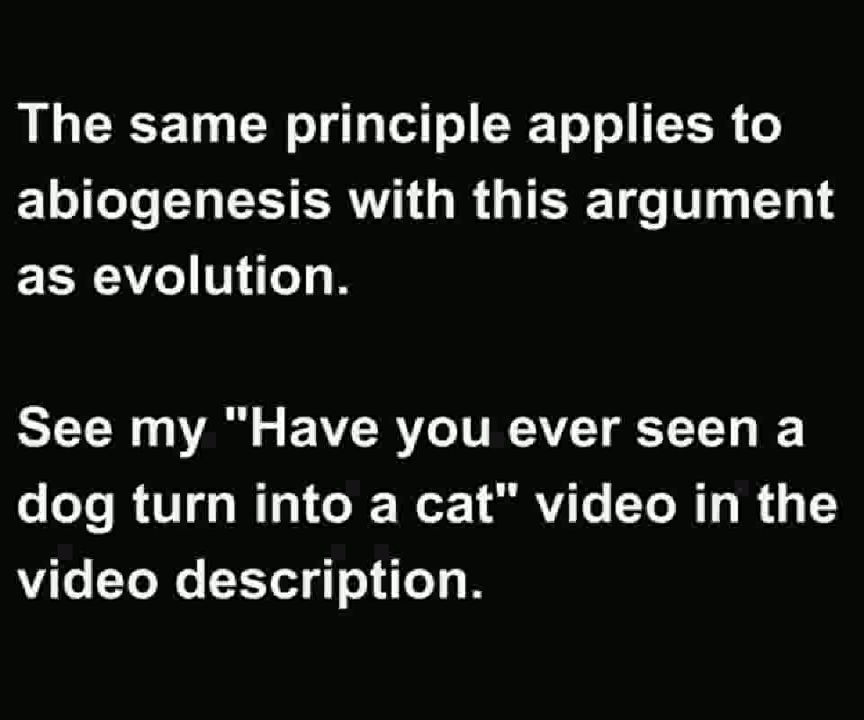 The same principle applies to
abiogenesis with this argument
as evolution.
See my "Have you ever seen a
dog turn into a cat" video in the
video description.